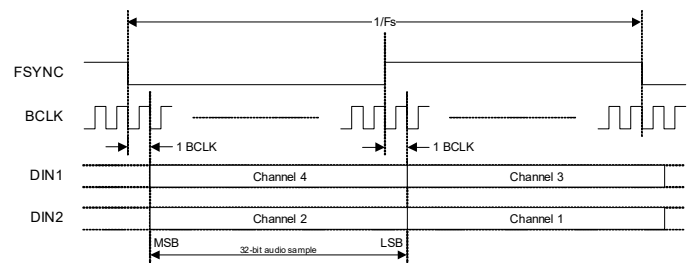 1/Fs
FSYNC
BCLK
1 BCLK 1 BCLK
DIN1 Channel 4 Channel 3
DIN2 Channel 2 Channel 1
MSB LSB
32-bit audio sample